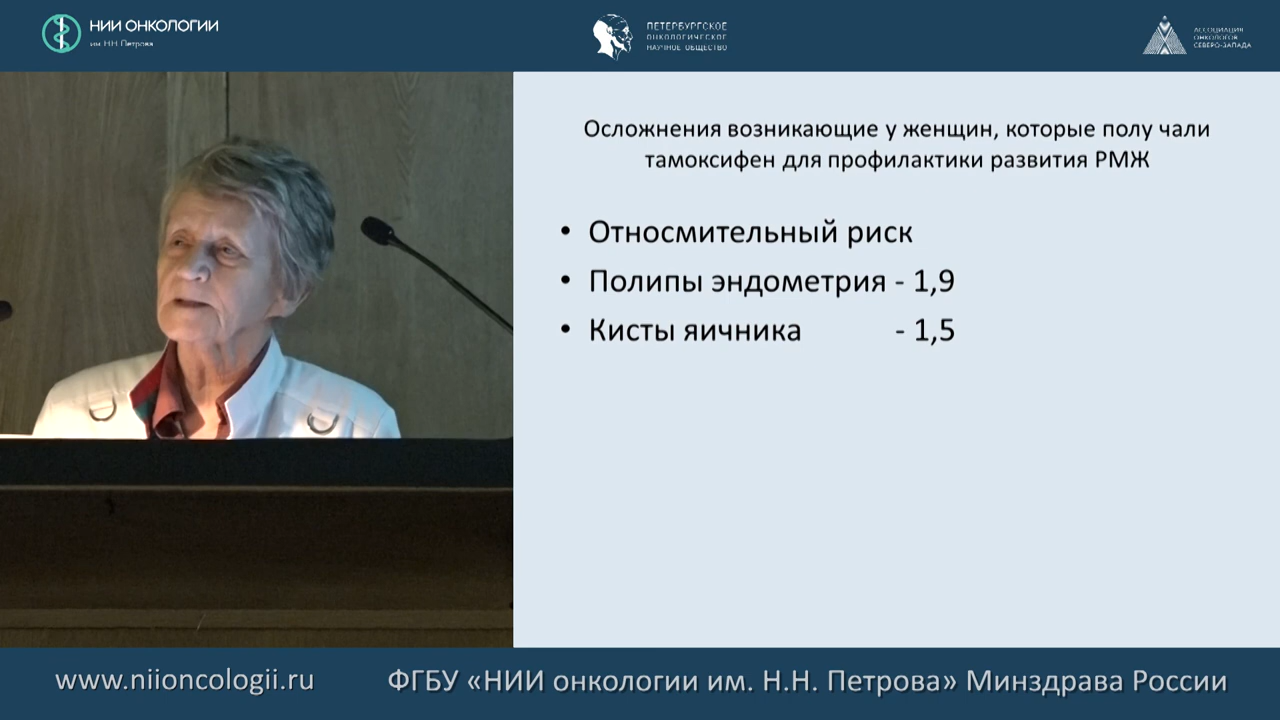 НИИ ОНКОЛОГИИ
им. Н.Н. Петрова
ПЕТЕРБУРГСКОЕ
ОНКОЛОГИЧЕСКОЕ
НАУЧНОЕ ОБЩЕСТВО
АССОЦИАЦИЯ
ОНКОЛОГОВ
СЕВЕРО-ЗАПАДА
Осложнения возникающие у женщин, которые полу чали
тамоксифен для профилактики развития РМЖ
• Относмительный риск
• Полипы эндометрия - 1,9
• Кисты яичника - 1,5
www.niioncologii.ru
ФГБУ «НИИ онкологии им. Н.Н. Петрова» Минздрава России